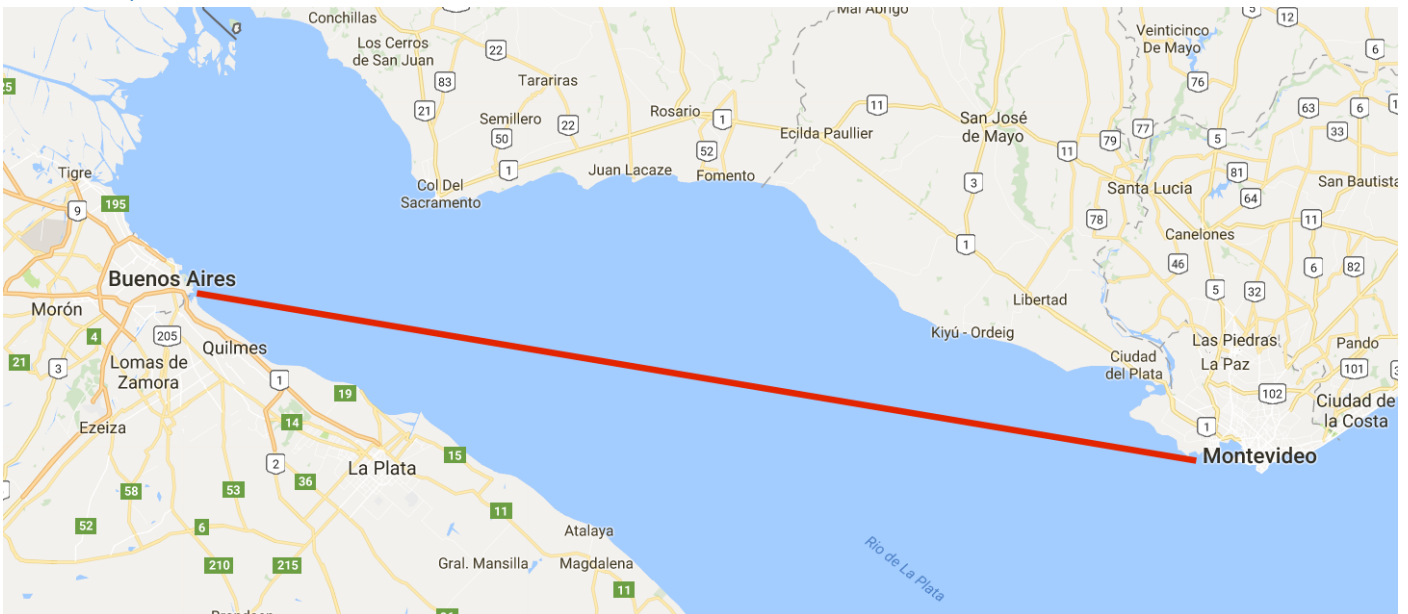 Conchillas
Mal Abrigo
5
12
Veinticinco
De Mayo
6
Los Cerros
de San Juan
22
83
Tarariras
76
25
21
Semillero
22
50
Rosario
1
11
Ecilda Paullier
San José
de Mayo
63
6
1
33
77
5
79
11
52
Tigre
1
Juan Lacaze
Fomento
Col Del
Sacramento
3
Santa Lucia
81
San Bautista
64
9
195
78
11
1
Canelones
46
6
82
Buenos Aires
5
32
Morón
Libertad
4
205
Kiyú - Ordeig
Las Piedras
Pando
Quilmes
21
3
Lomas de
Zamora
Ciudad
del Plata
La Paz
101
3
1
19
102
Ciudad de
la Costa
14
Ezeiza
1
15
Montevideo
2
La Plata
36
58
53
11
52
6
Atalaya
Rio de La Plata
210
215
Gral. Mansilla
Magdalena
11